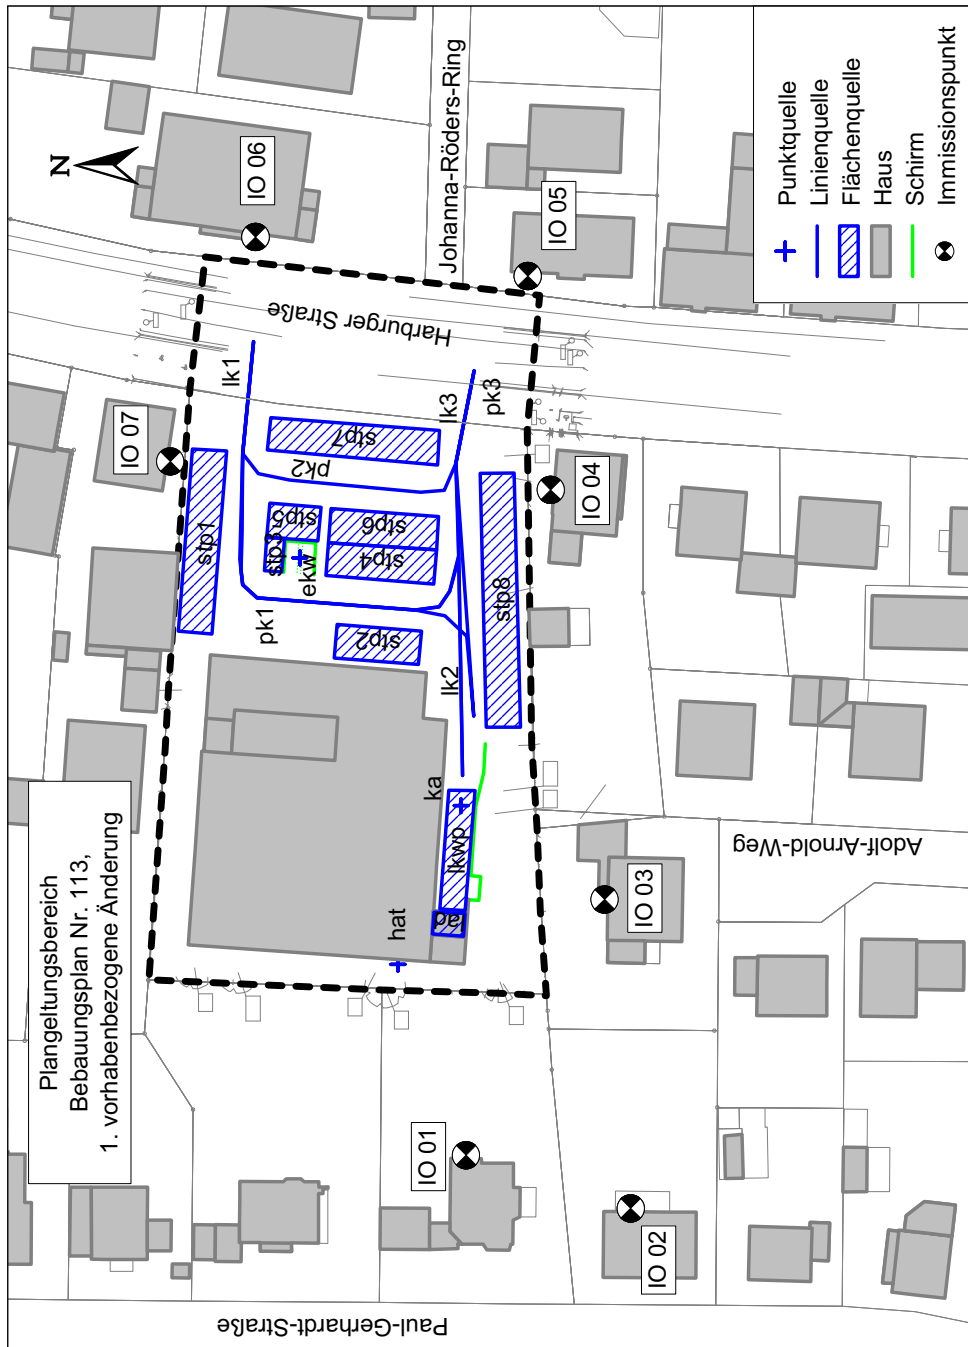 Plangeltungsbereich
Bebauungsplan Nr. 113,
1. vorhabenbezogene Änderung
N
IO 06
Johanna-Röders-Ring
IO 05
Harburger Straße
IO 07
lk1
lk3
pk3
stp1
stp7
pk2
stp5
stp3
ekw
stp6
stp4
IO 04
stp8
pk1
stp2
lk2
ka
lkwp
lad
hat
IO 03
Adolf-Arnold-Weg
IO 01
IO 02
Paul-Gerhardt-Straße
Punktquelle
Linienquelle
Flächenquelle
Haus
Schirm
Immissionspunkt